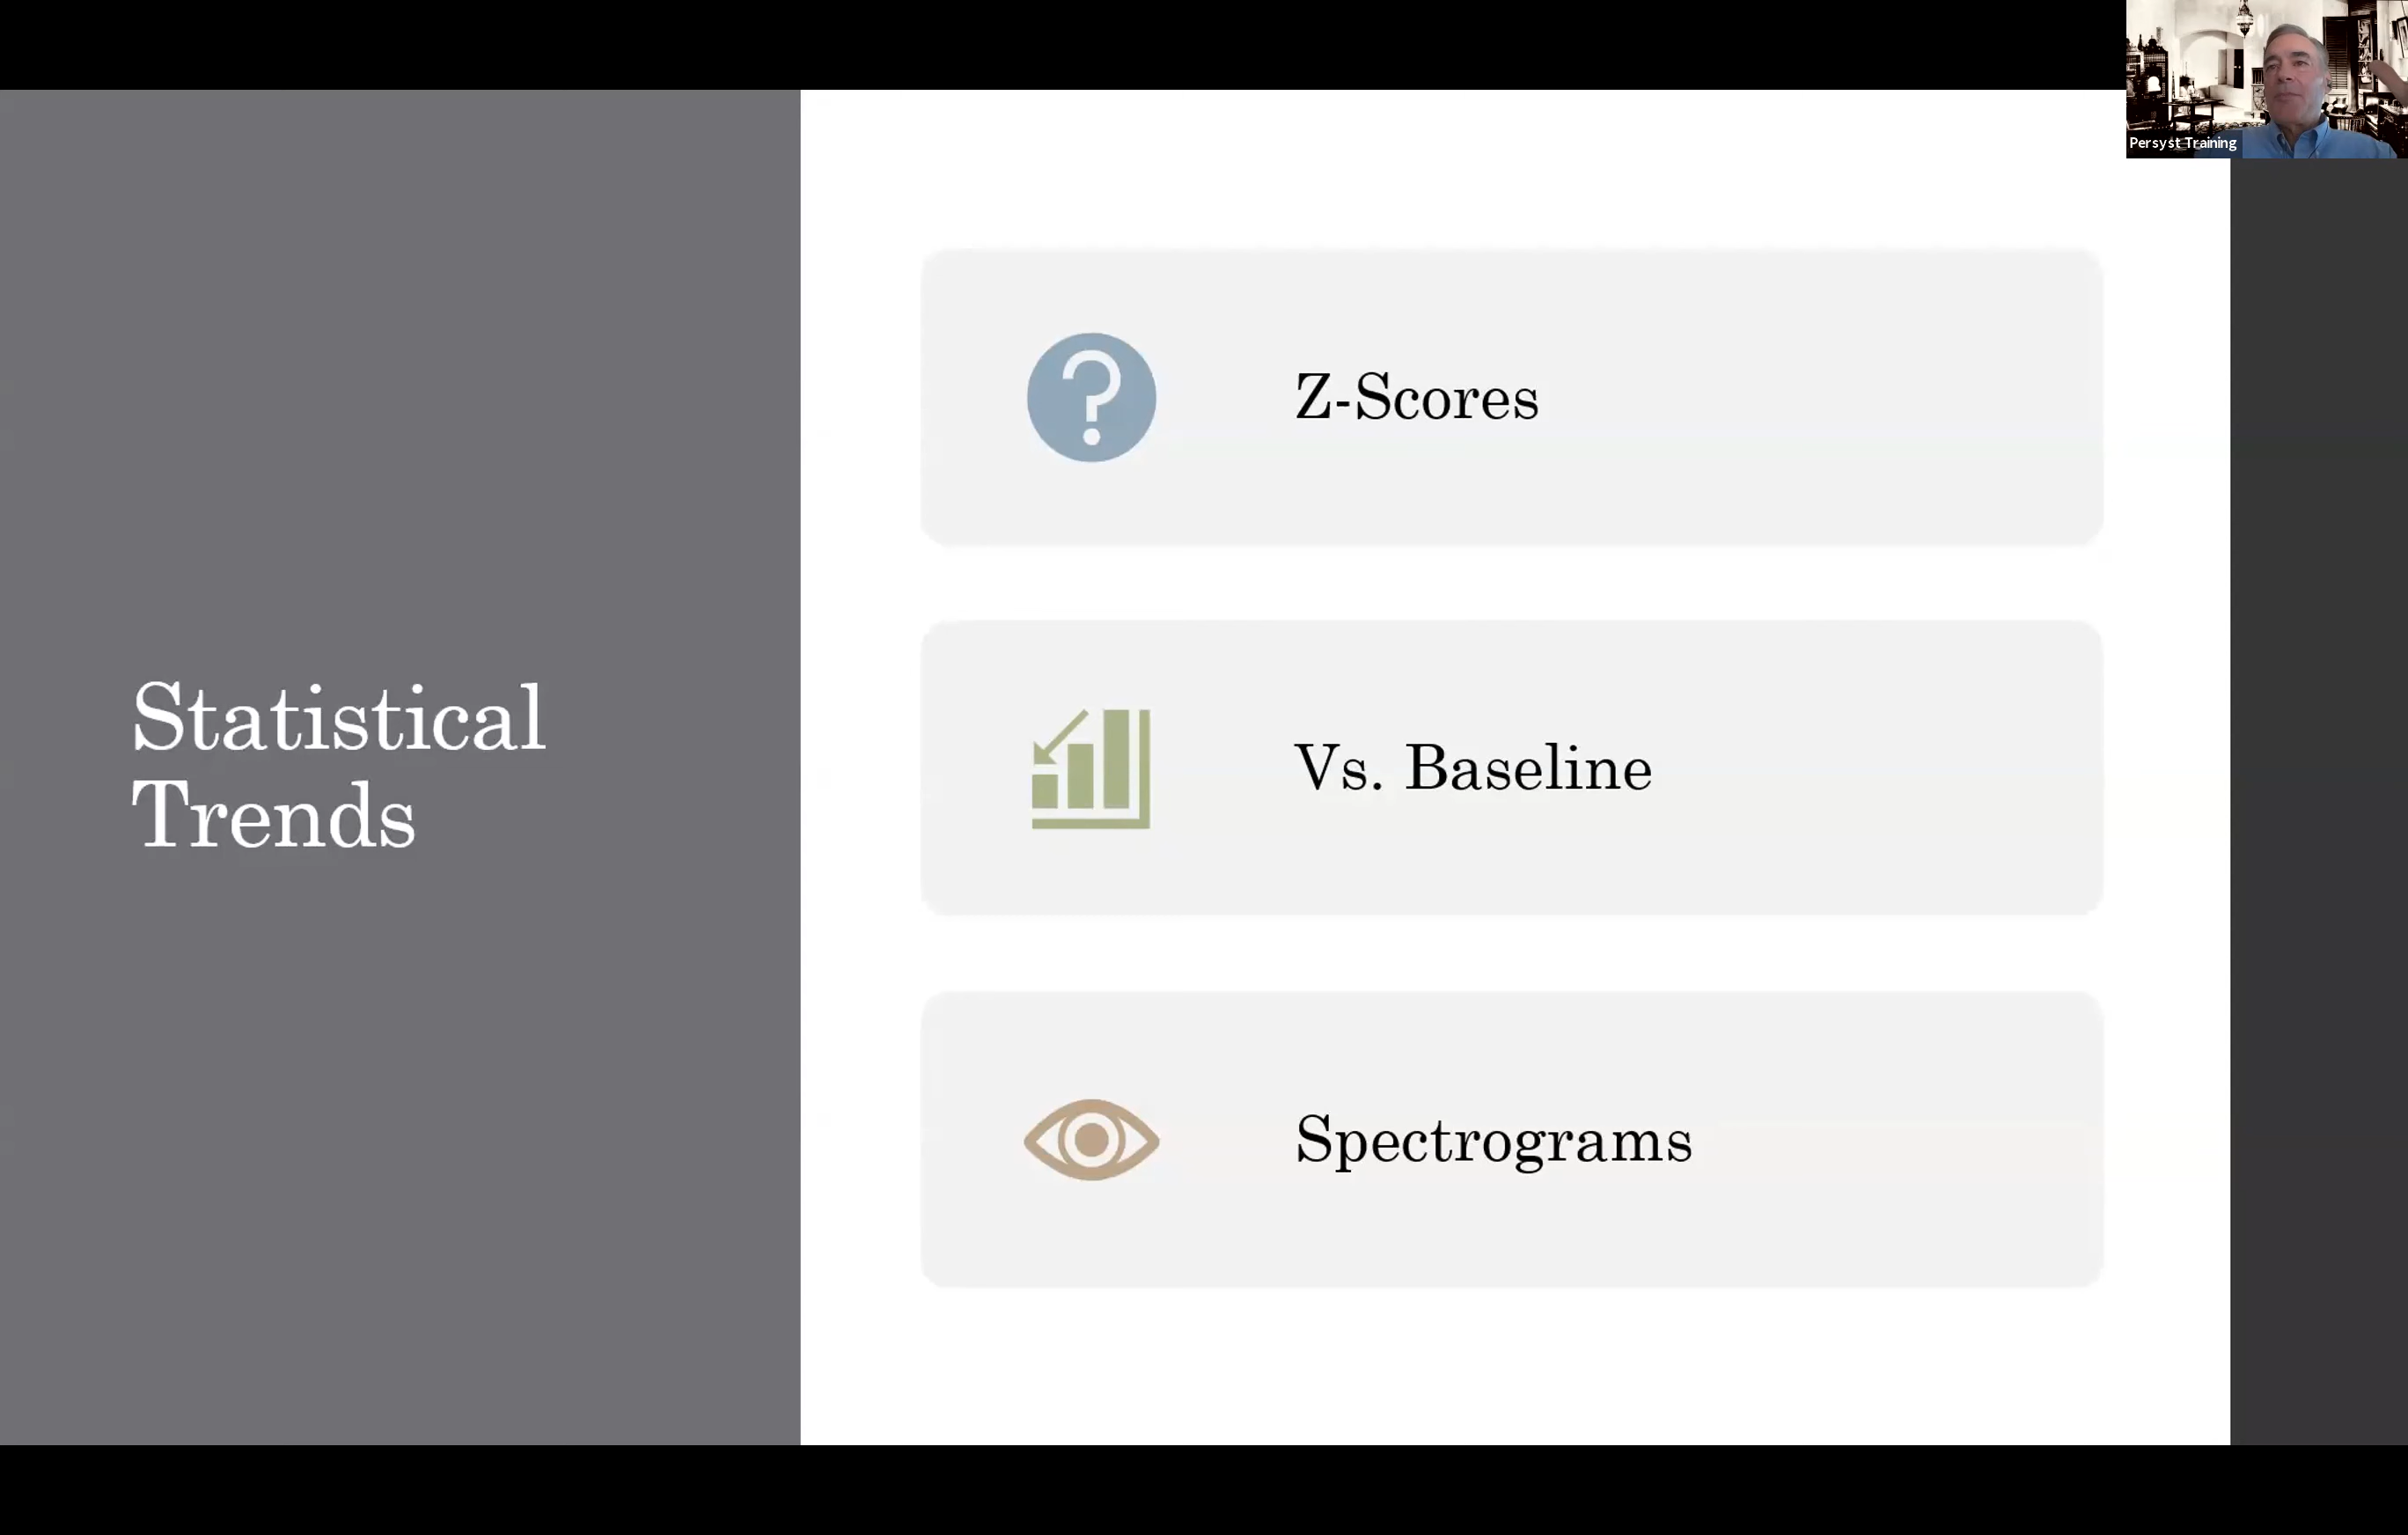 Persyst Training
Statistical
Trends
Z-Scores
Vs. Baseline
Spectrograms